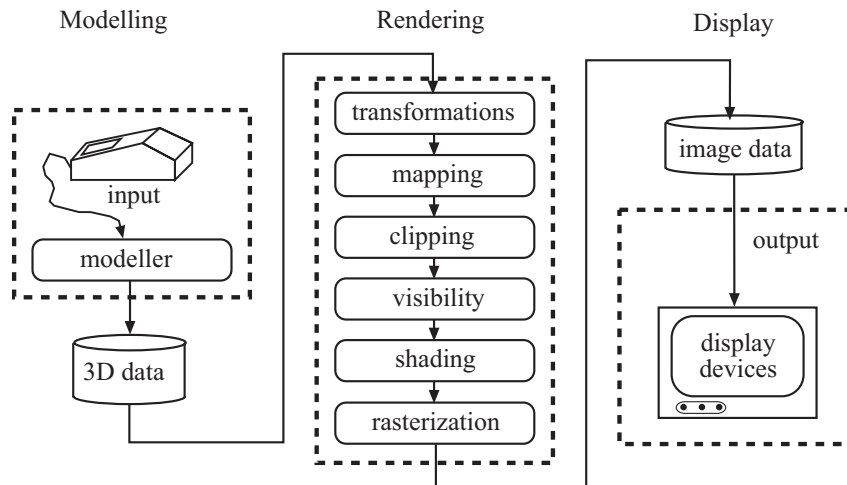 Modelling
Rendering
Display
input
modeller
3D data
transformations
mapping
clipping
visibility
shading
rasterization
image data
output
display
devices